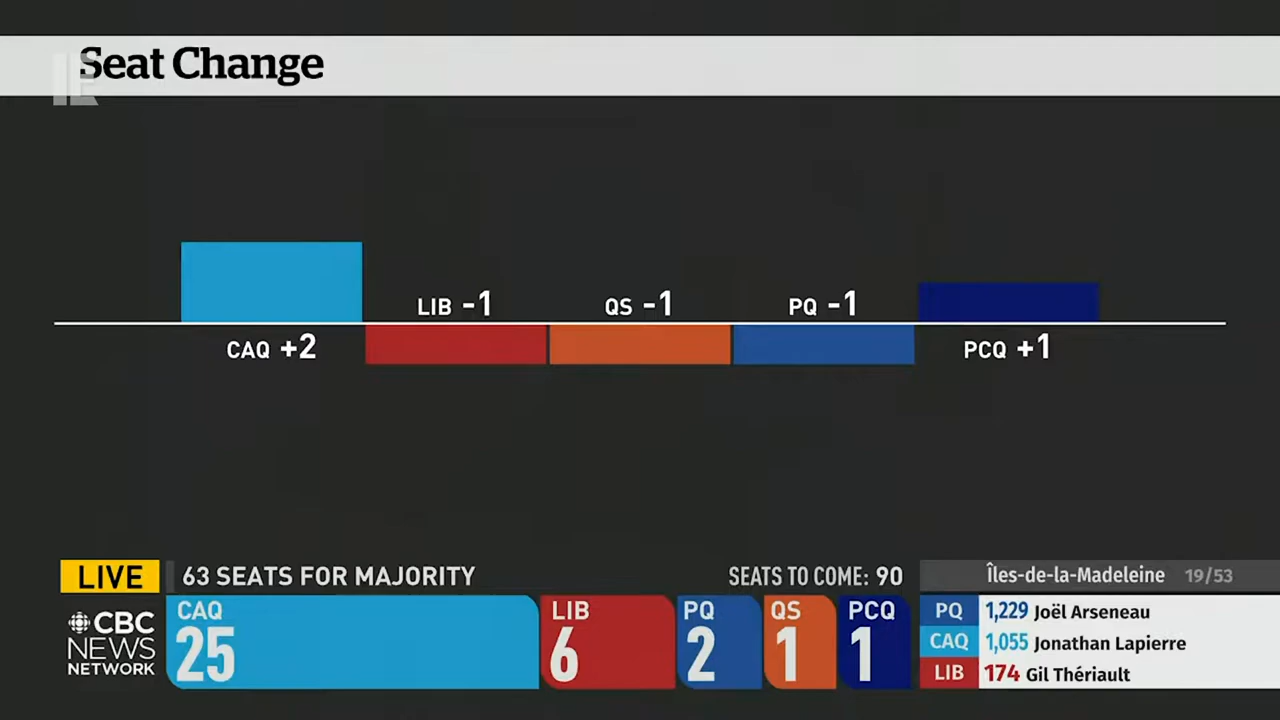 Seat Change
LIB -1
QS -1
PQ -1
CAQ +2
PCQ +1
LIVE
63 SEATS FOR MAJORITY
SEATS TO COME: 90
Îles-de-la-Madeleine 19/53
CBC
NEWS
NETWORK
CAQ
25
LIB
6
PQ
2
QS
1
PCQ
1
PQ 1,229 Joël Arseneau
CAQ 1,055 Jonathan Lapierre
LIB 174 Gil Thériault